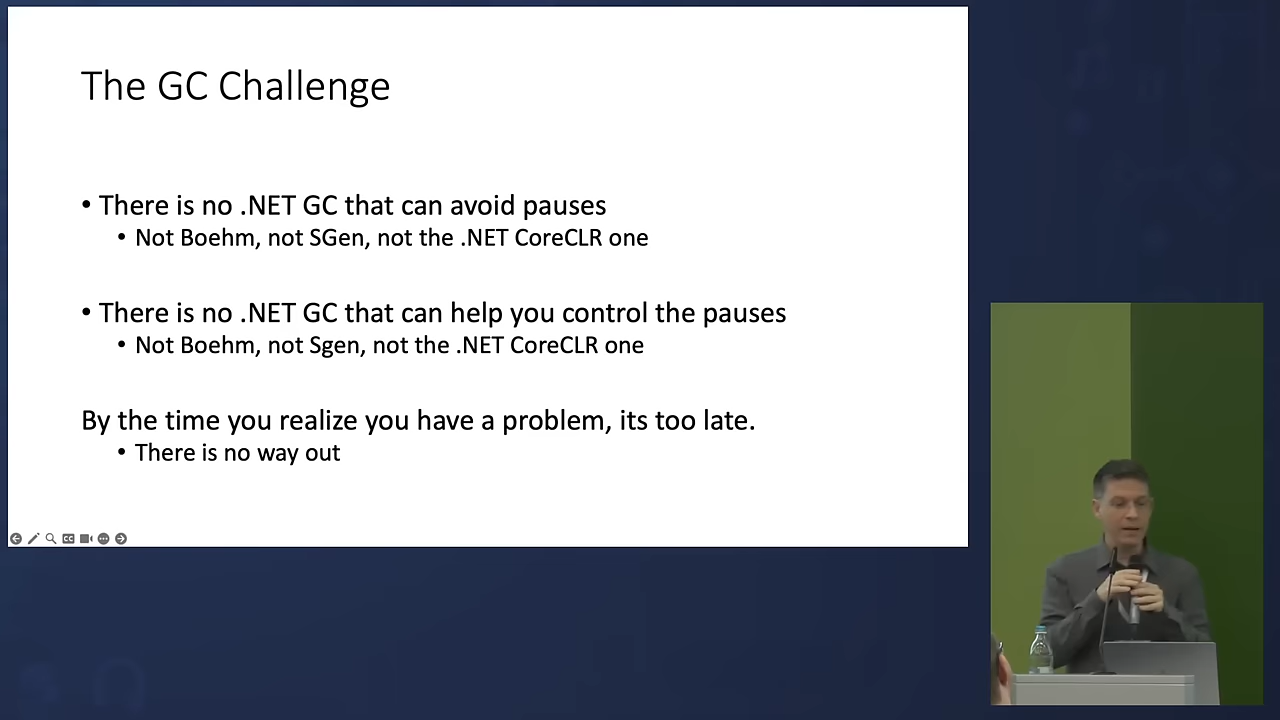 The GC Challenge
• There is no .NET GC that can avoid pauses
• Not Boehm, not SGen, not the .NET CoreCLR one
• There is no .NET GC that can help you control the pauses
• Not Boehm, not Sgen, not the .NET CoreCLR one
By the time you realize you have a problem, its too late.
• There is no way out